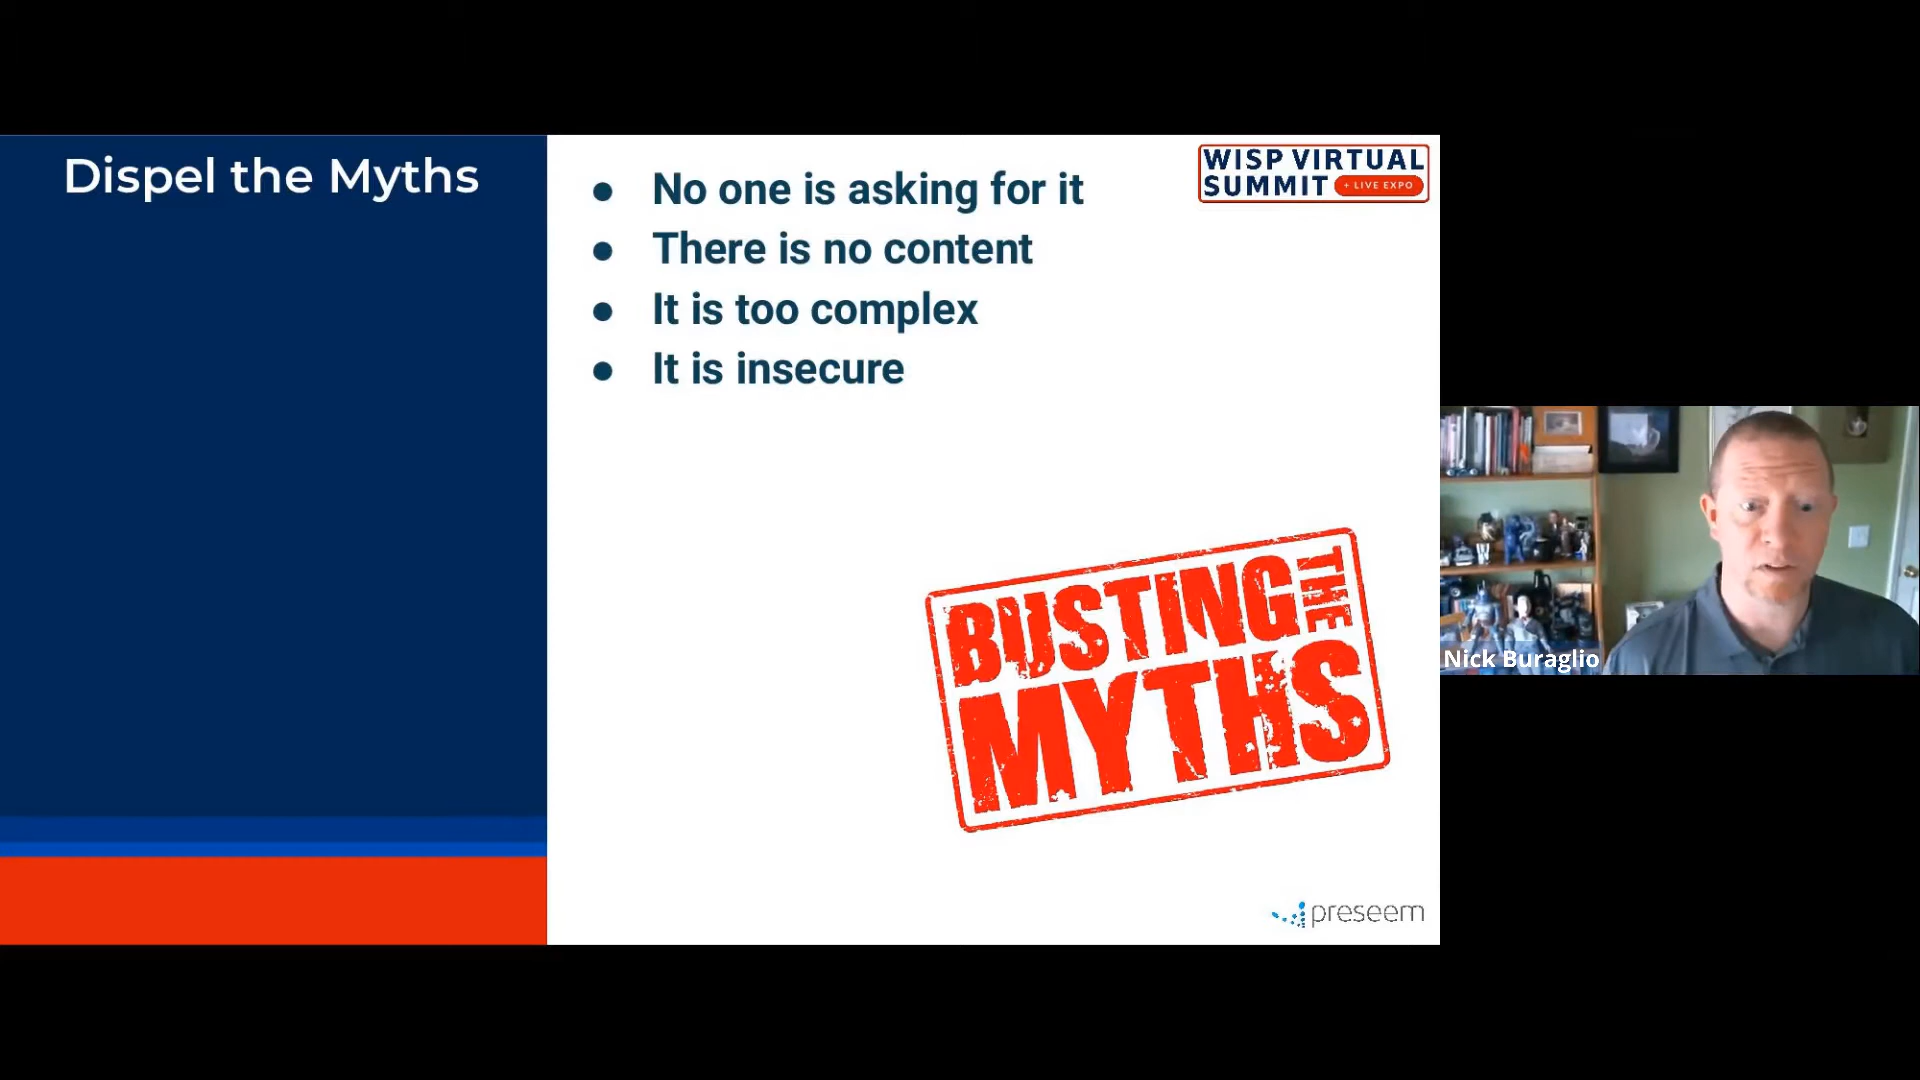 Dispel the Myths
• No one is asking for it
• There is no content
• It is too complex
• It is insecure
WISP VIRTUAL
SUMMIT + LIVE EXPO
BUSTING THE
MYTHS
Nick Buraglio
preseem